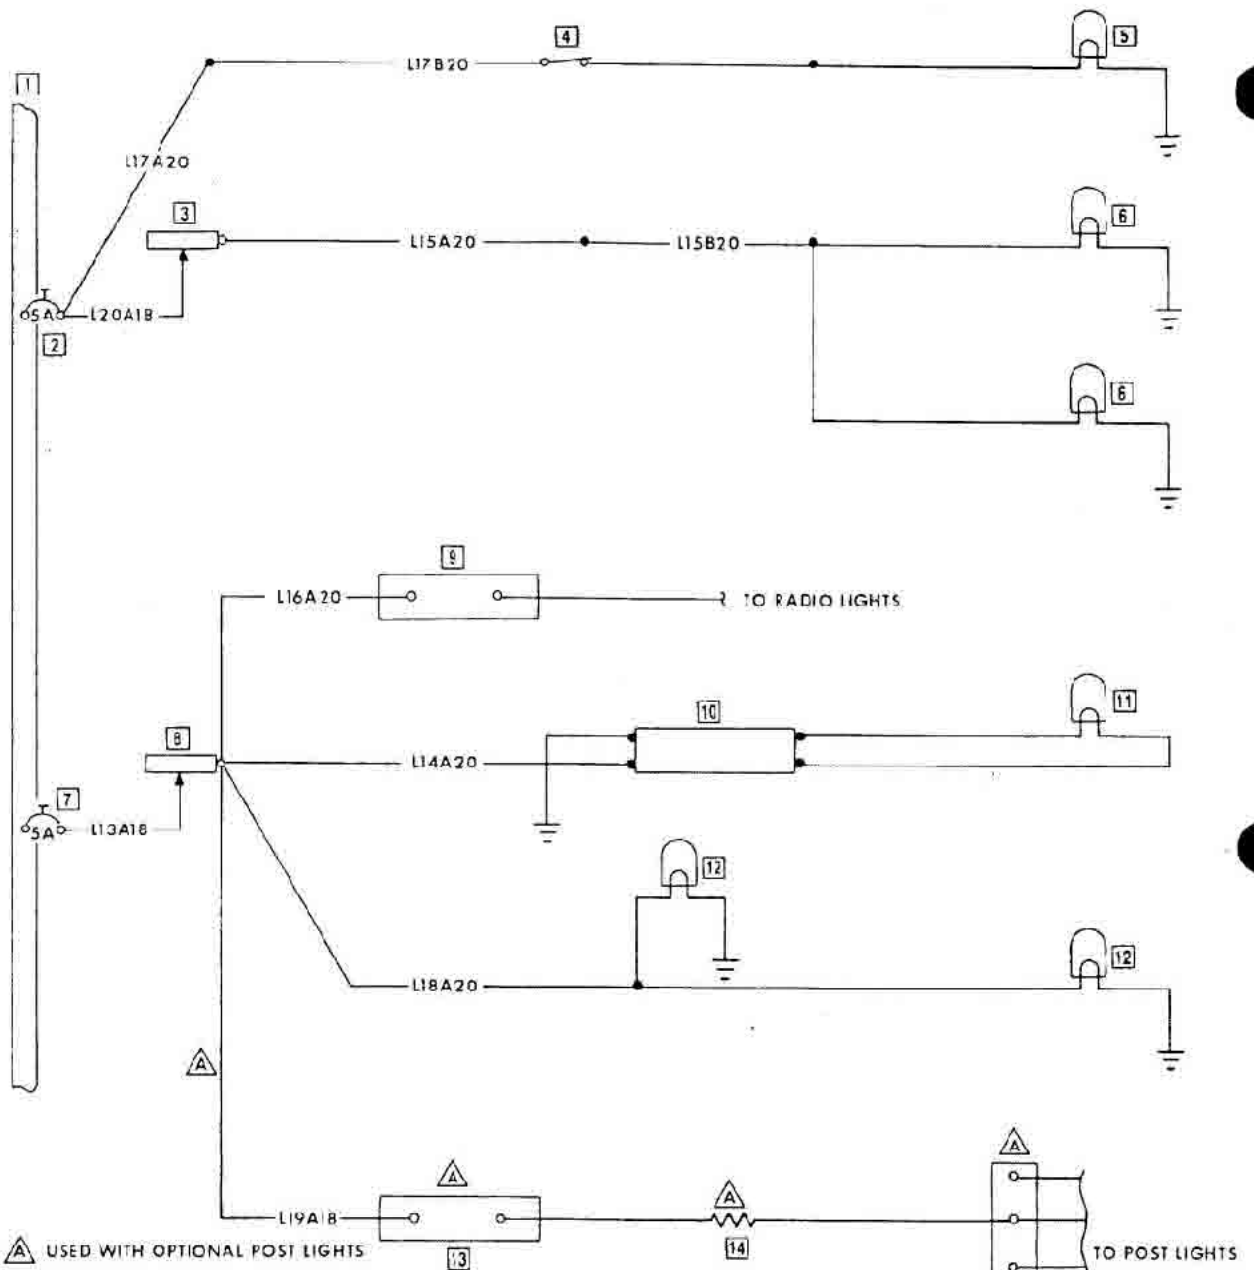 4
5
L17B20
1
L17A20
3
6
L15A20
L15B20
5A
L20A18
2
6
9
L16A20
TO RADIO LIGHTS
11
10
8
L14A20
7
5A
L13A18
12
12
L18A20
A
A
A
A
L19A18
13
14
A USED WITH OPTIONAL POST LIGHTS
TO POST LIGHTS